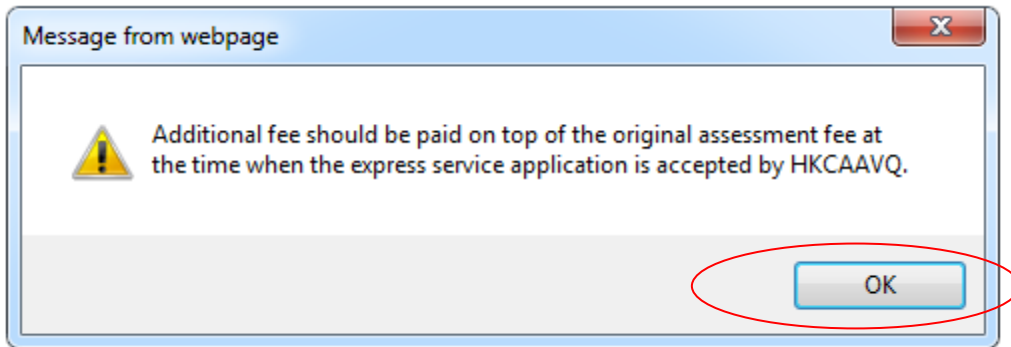 Message from webpage
Additional fee should be paid on top of the original assessment fee at
the time when the express service application is accepted by HKCAAVQ.
OK